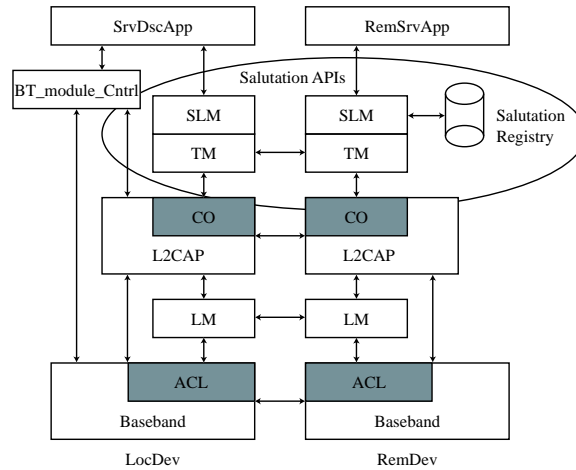 SrvDscApp
RemSrvApp
Salutation APIs
BT_module_Cntrl
SLM
SLM
Salutation
Registry
TM
TM
CO
CO
L2CAP
L2CAP
LM
LM
ACL
ACL
Baseband
Baseband
LocDev
RemDev